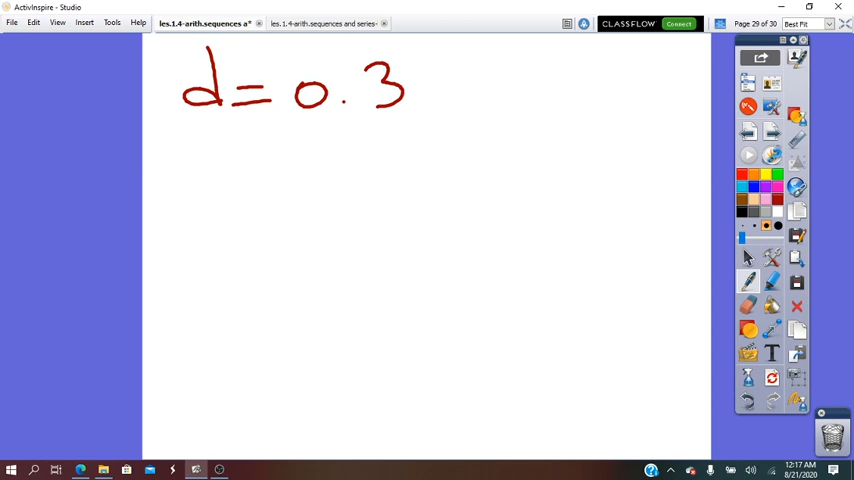 ActivInspire - Studio
File Edit View Insert Tools Help les.1.4-arith.sequences a* les.1.4-arith.sequences and series- CLASSFLOW Connect Page 29 of 30 Best Fit
d = 0.3
T
12:17 AM
8/21/2020